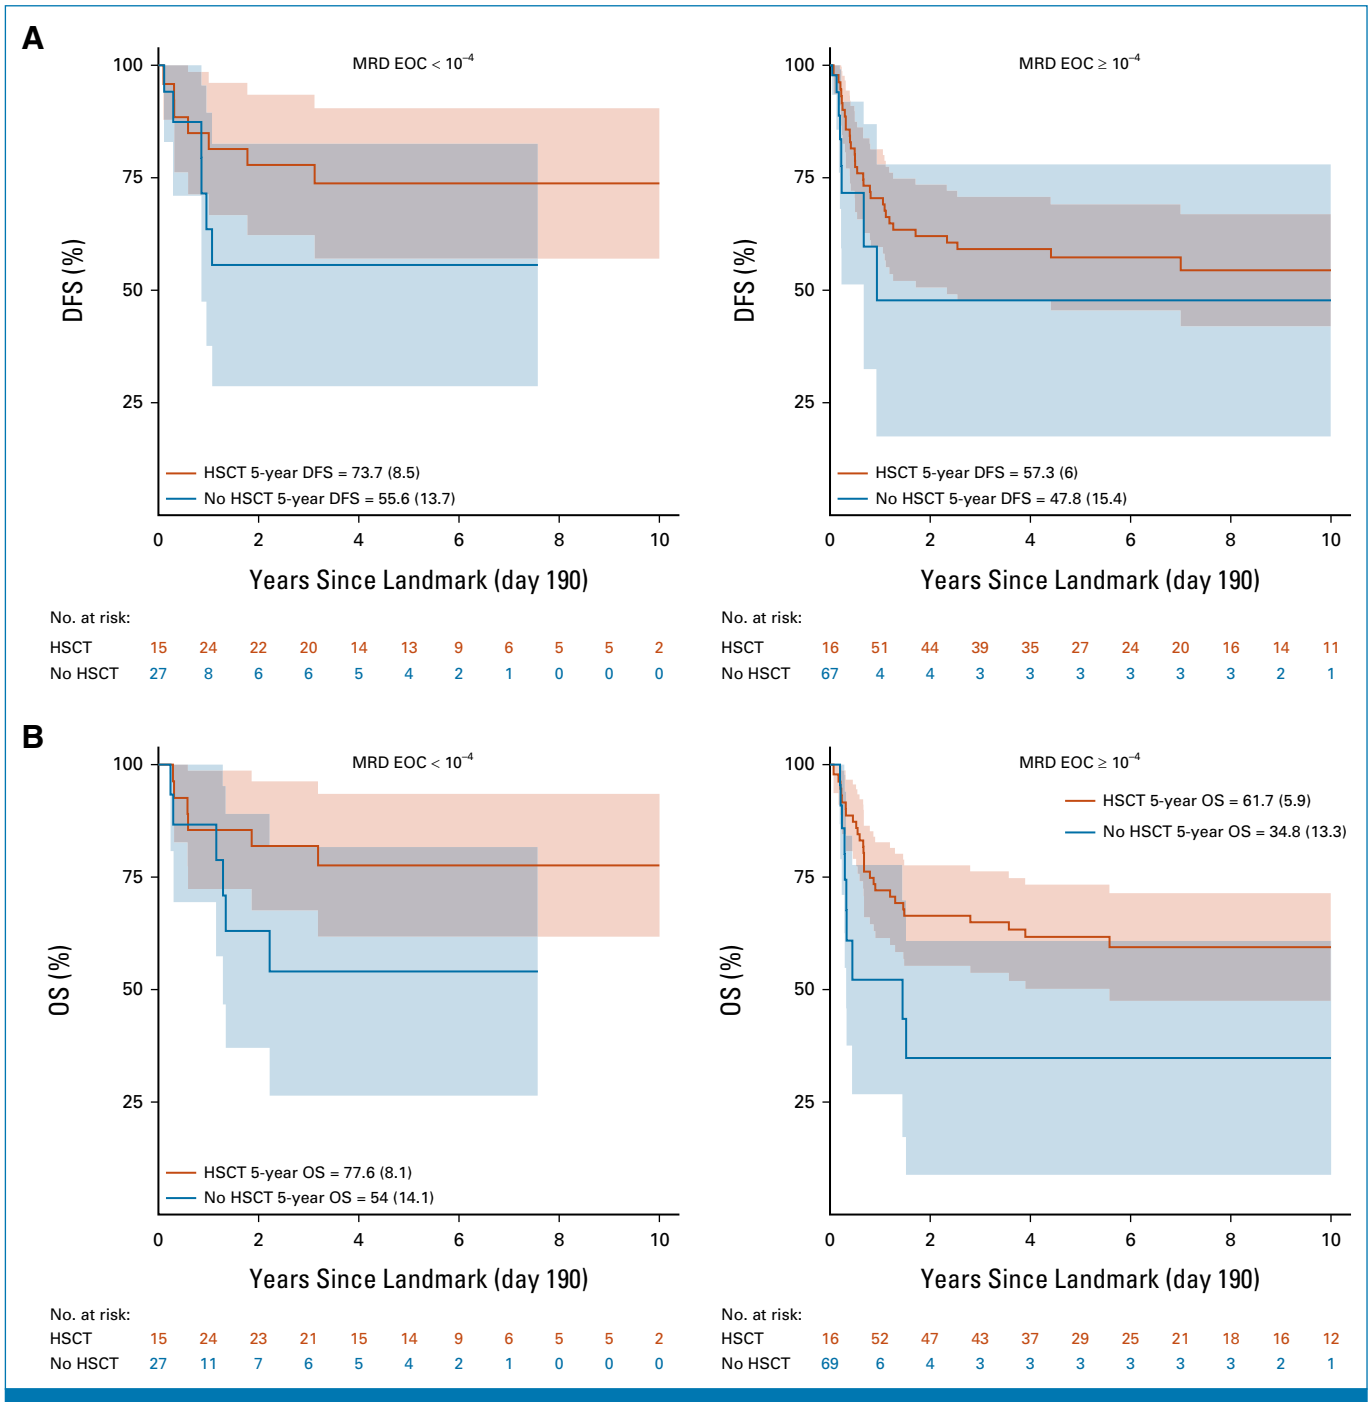 A
MRD EOC < 10⁻⁴
DFS (%)
100
75
50
25
HSCT 5-year DFS = 73.7 (8.5)
No HSCT 5-year DFS = 55.6 (13.7)
0 2 4 6 8 10
Years Since Landmark (day 190)
No. at risk:
HSCT 15 24 22 20 14 13 9 6 5 5 2
No HSCT 27 8 6 6 5 4 2 1 0 0 0
MRD EOC ≥ 10⁻⁴
DFS (%)
100
75
50
25
HSCT 5-year DFS = 57.3 (6)
No HSCT 5-year DFS = 47.8 (15.4)
0 2 4 6 8 10
Years Since Landmark (day 190)
No. at risk:
HSCT 16 51 44 39 35 27 24 20 16 14 11
No HSCT 67 4 4 3 3 3 3 3 3 2 1
B
MRD EOC < 10⁻⁴
OS (%)
100
75
50
25
HSCT 5-year OS = 77.6 (8.1)
No HSCT 5-year OS = 54 (14.1)
0 2 4 6 8 10
Years Since Landmark (day 190)
No. at risk:
HSCT 15 24 23 21 15 14 9 6 5 5 2
No HSCT 27 11 7 6 5 4 2 1 0 0 0
MRD EOC ≥ 10⁻⁴
HSCT 5-year OS = 61.7 (5.9)
No HSCT 5-year OS = 34.8 (13.3)
OS (%)
100
75
50
25
0 2 4 6 8 10
Years Since Landmark (day 190)
No. at risk:
HSCT 16 52 47 43 37 29 25 21 18 16 12
No HSCT 69 6 4 3 3 3 3 3 3 2 1